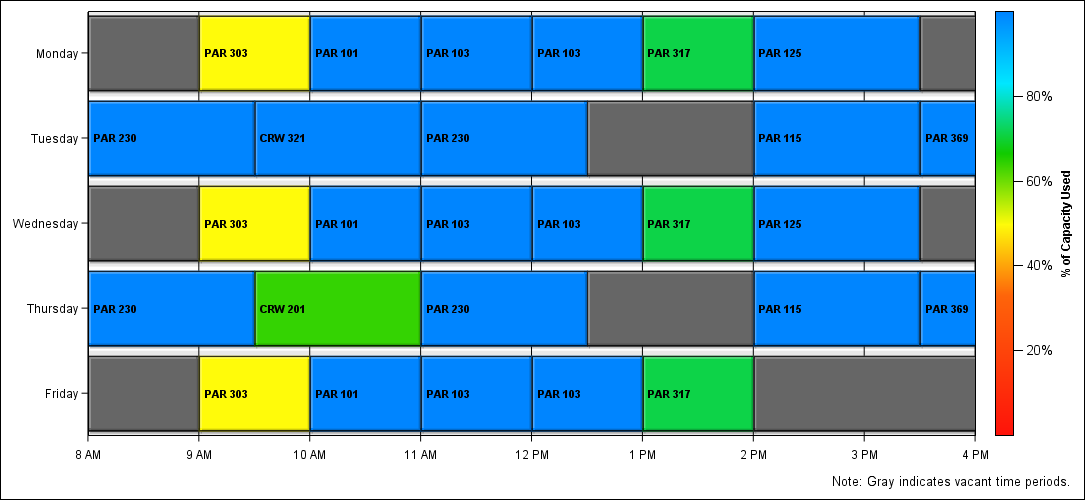 Monday PAR 303 PAR 101 PAR 103 PAR 103 PAR 317 PAR 125
80%
Tuesday PAR 230 CRW 321 PAR 230 PAR 115 PAR 369
60%
Wednesday PAR 303 PAR 101 PAR 103 PAR 103 PAR 317 PAR 125
% of Capacity Used
40%
Thursday PAR 230 CRW 201 PAR 230 PAR 115 PAR 369
20%
Friday PAR 303 PAR 101 PAR 103 PAR 103 PAR 317
8 AM 9 AM 10 AM 11 AM 12 PM 1 PM 2 PM 3 PM 4 PM
Note: Gray indicates vacant time periods.